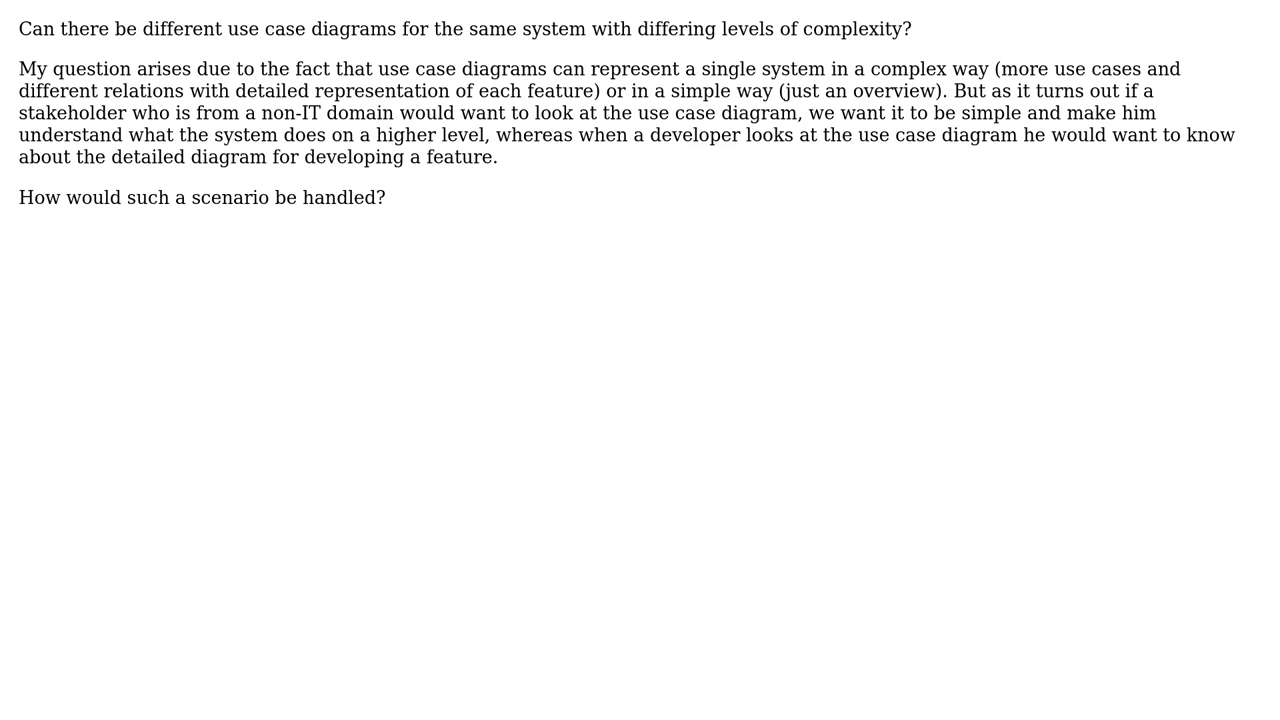 Can there be different use case diagrams for the same system with differing levels of complexity?
My question arises due to the fact that use case diagrams can represent a single system in a complex way (more use cases and
different relations with detailed representation of each feature) or in a simple way (just an overview). But as it turns out if a
stakeholder who is from a non-IT domain would want to look at the use case diagram, we want it to be simple and make him
understand what the system does on a higher level, whereas when a developer looks at the use case diagram he would want to know
about the detailed diagram for developing a feature.
How would such a scenario be handled?